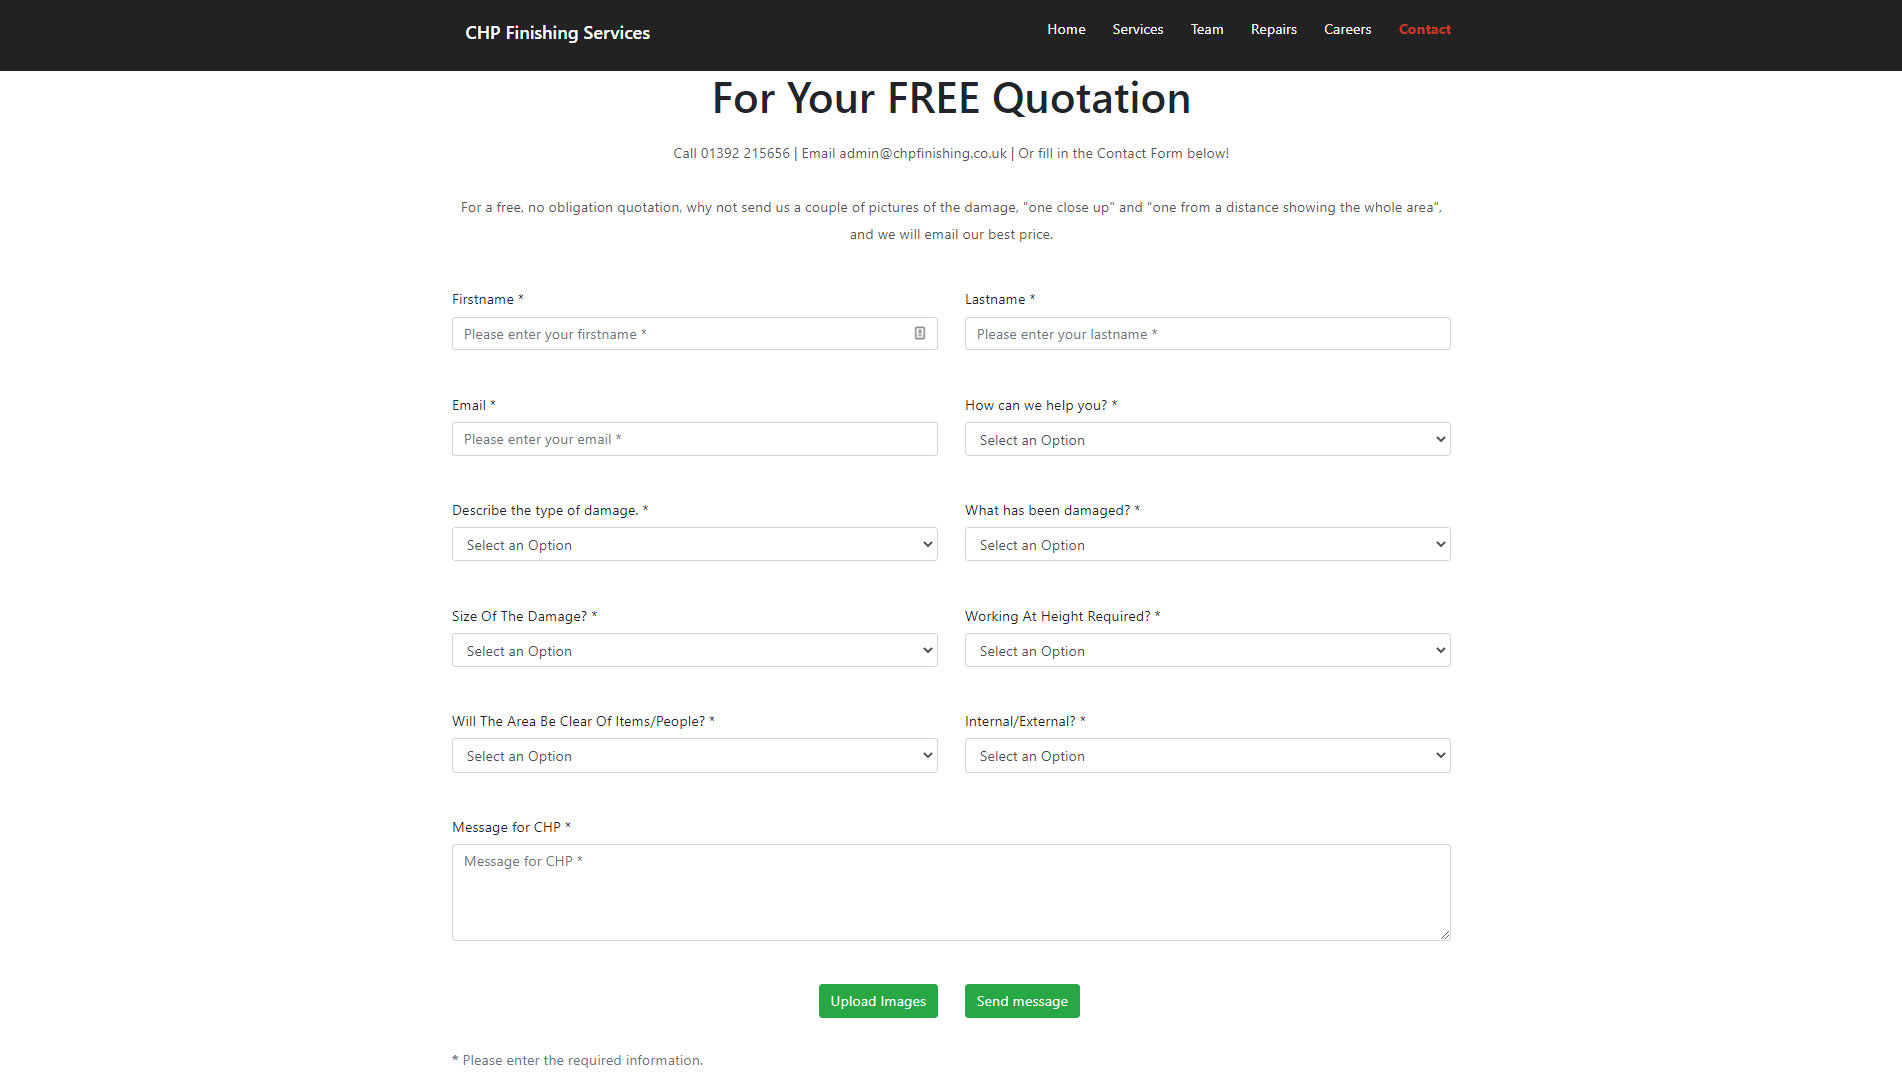 CHP Finishing Services
Home Services Team Repairs Careers Contact
For Your FREE Quotation
Call 01392 215656 | Email admin@chpfinishing.co.uk | Or fill in the Contact Form below!
For a free, no obligation quotation, why not send us a couple of pictures of the damage, "one close up" and "one from a distance showing the whole area",
and we will email our best price.
Firstname *
Please enter your firstname *
Lastname *
Please enter your lastname *
Email *
Please enter your email *
How can we help you? *
Select an Option
Describe the type of damage. *
Select an Option
What has been damaged? *
Select an Option
Size Of The Damage? *
Select an Option
Working At Height Required? *
Select an Option
Will The Area Be Clear Of Items/People? *
Select an Option
Internal/External? *
Select an Option
Message for CHP *
Message for CHP *
Upload Images
Send message
* Please enter the required information.